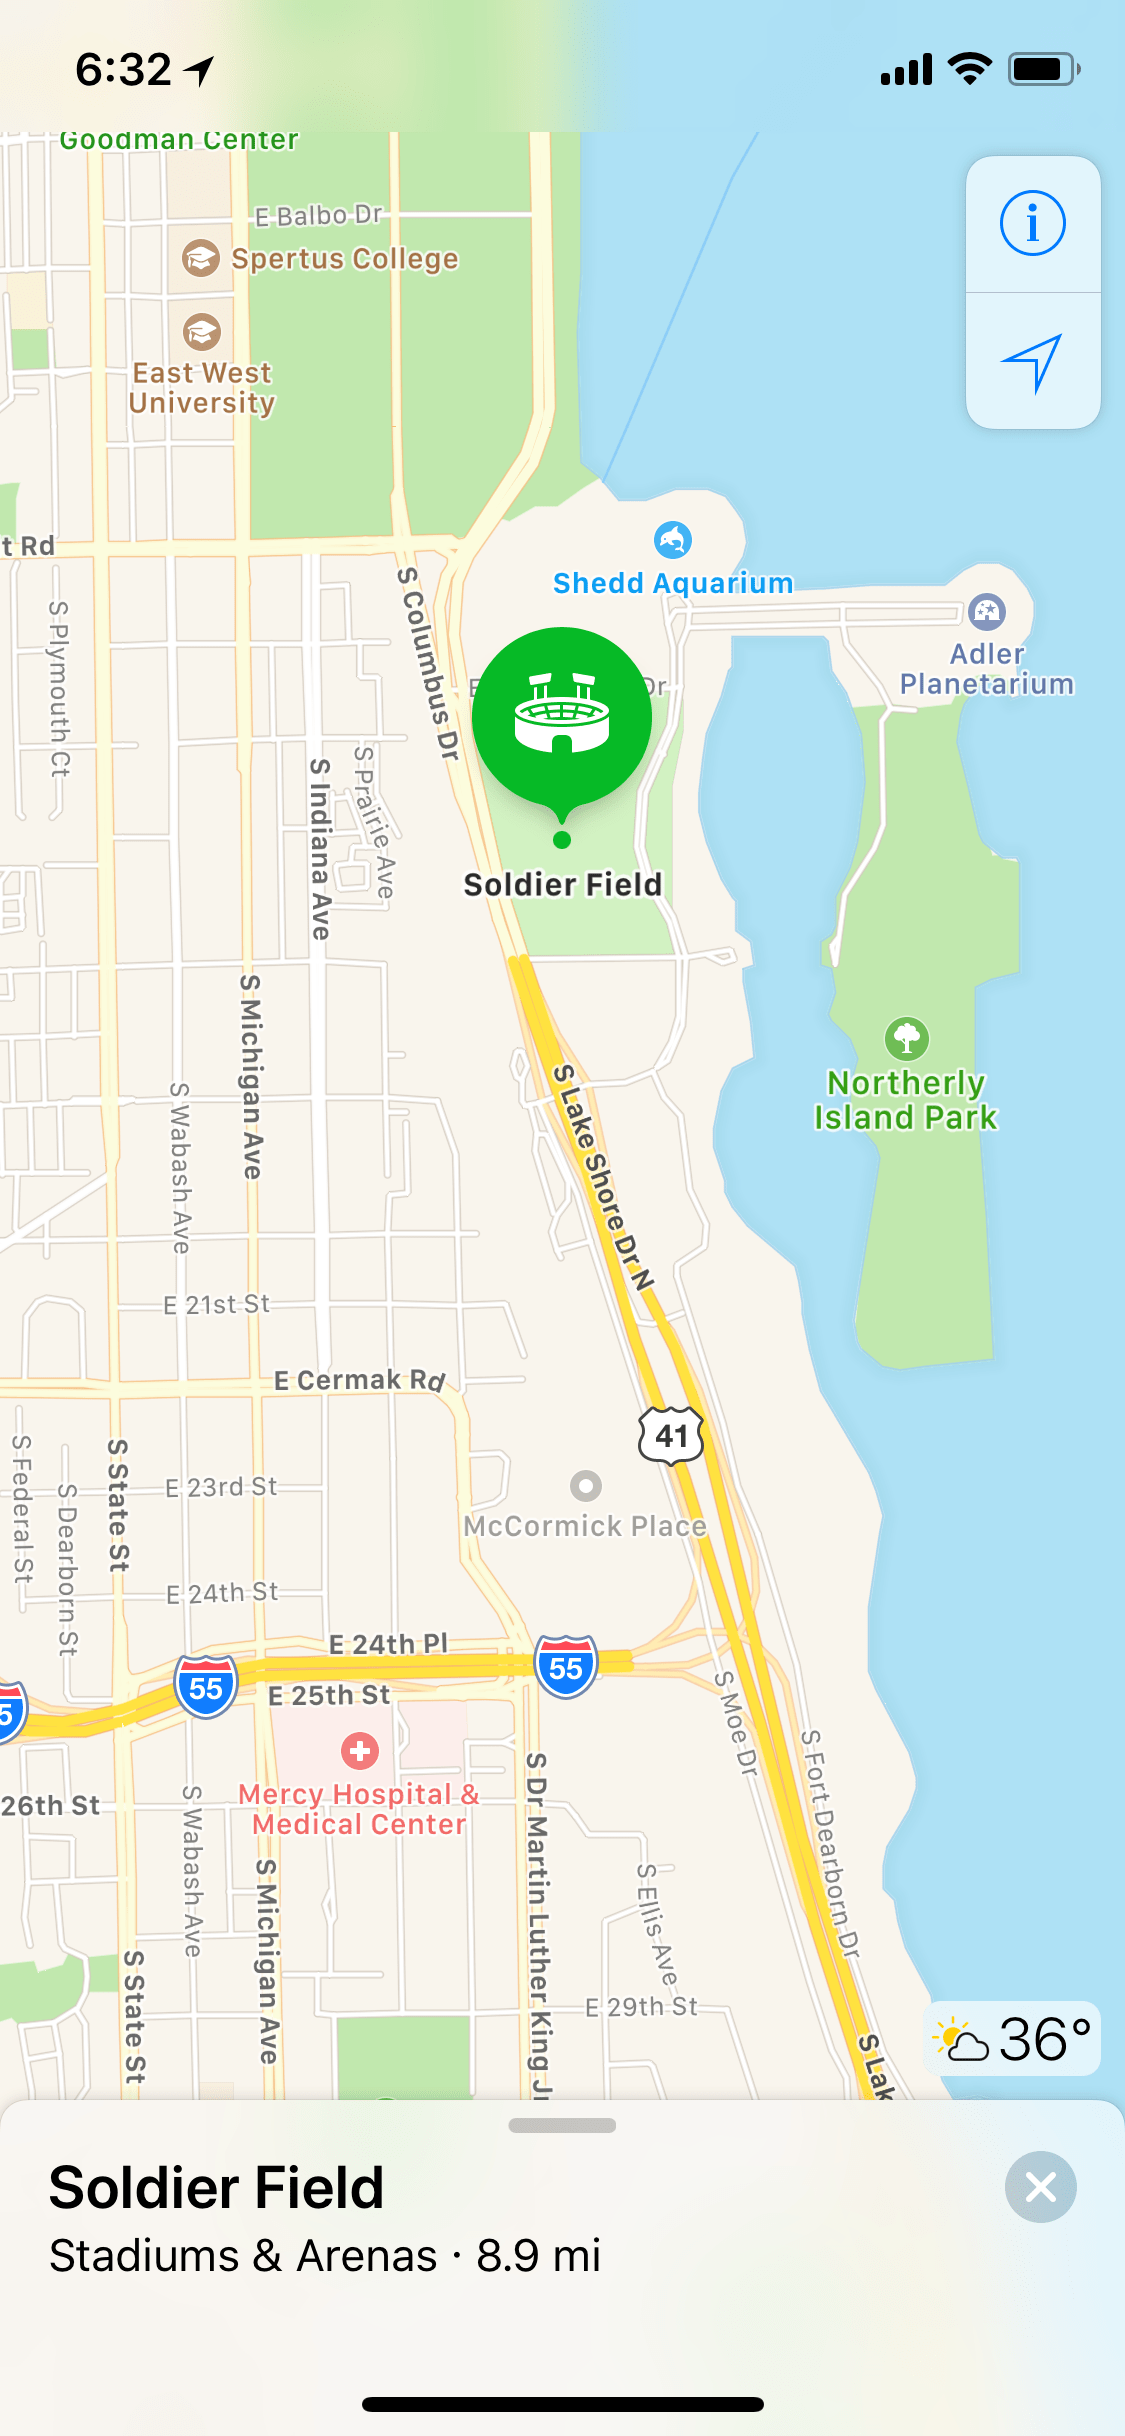 6:32
Goodman Center
E Balbo Dr
Spertus College
East West
University
t Rd
Shedd Aquarium
Adler
Planetarium
S Columbus Dr
S Plymouth Ct
E
Dr
S Indiana Ave
S Prairie Ave
Soldier Field
S Michigan Ave
S Wabash Ave
S Lake Shore Dr N
Northerly
Island Park
E 21st St
E Cermak Rd
41
S Federal St
S Dearborn St
S State St
E 23rd St
McCormick Place
E 24th St
E 24th Pl
55
55
5
E 25th St
S Moe Dr
S Fort Dearborn Dr
Mercy Hospital &
Medical Center
26th St
S Wabash Ave
S Michigan Ave
S Dr Martin Luther King Jr
S Ellis Ave
S State St
E 29th St
S Lak
36°
Soldier Field
Stadiums & Arenas · 8.9 mi